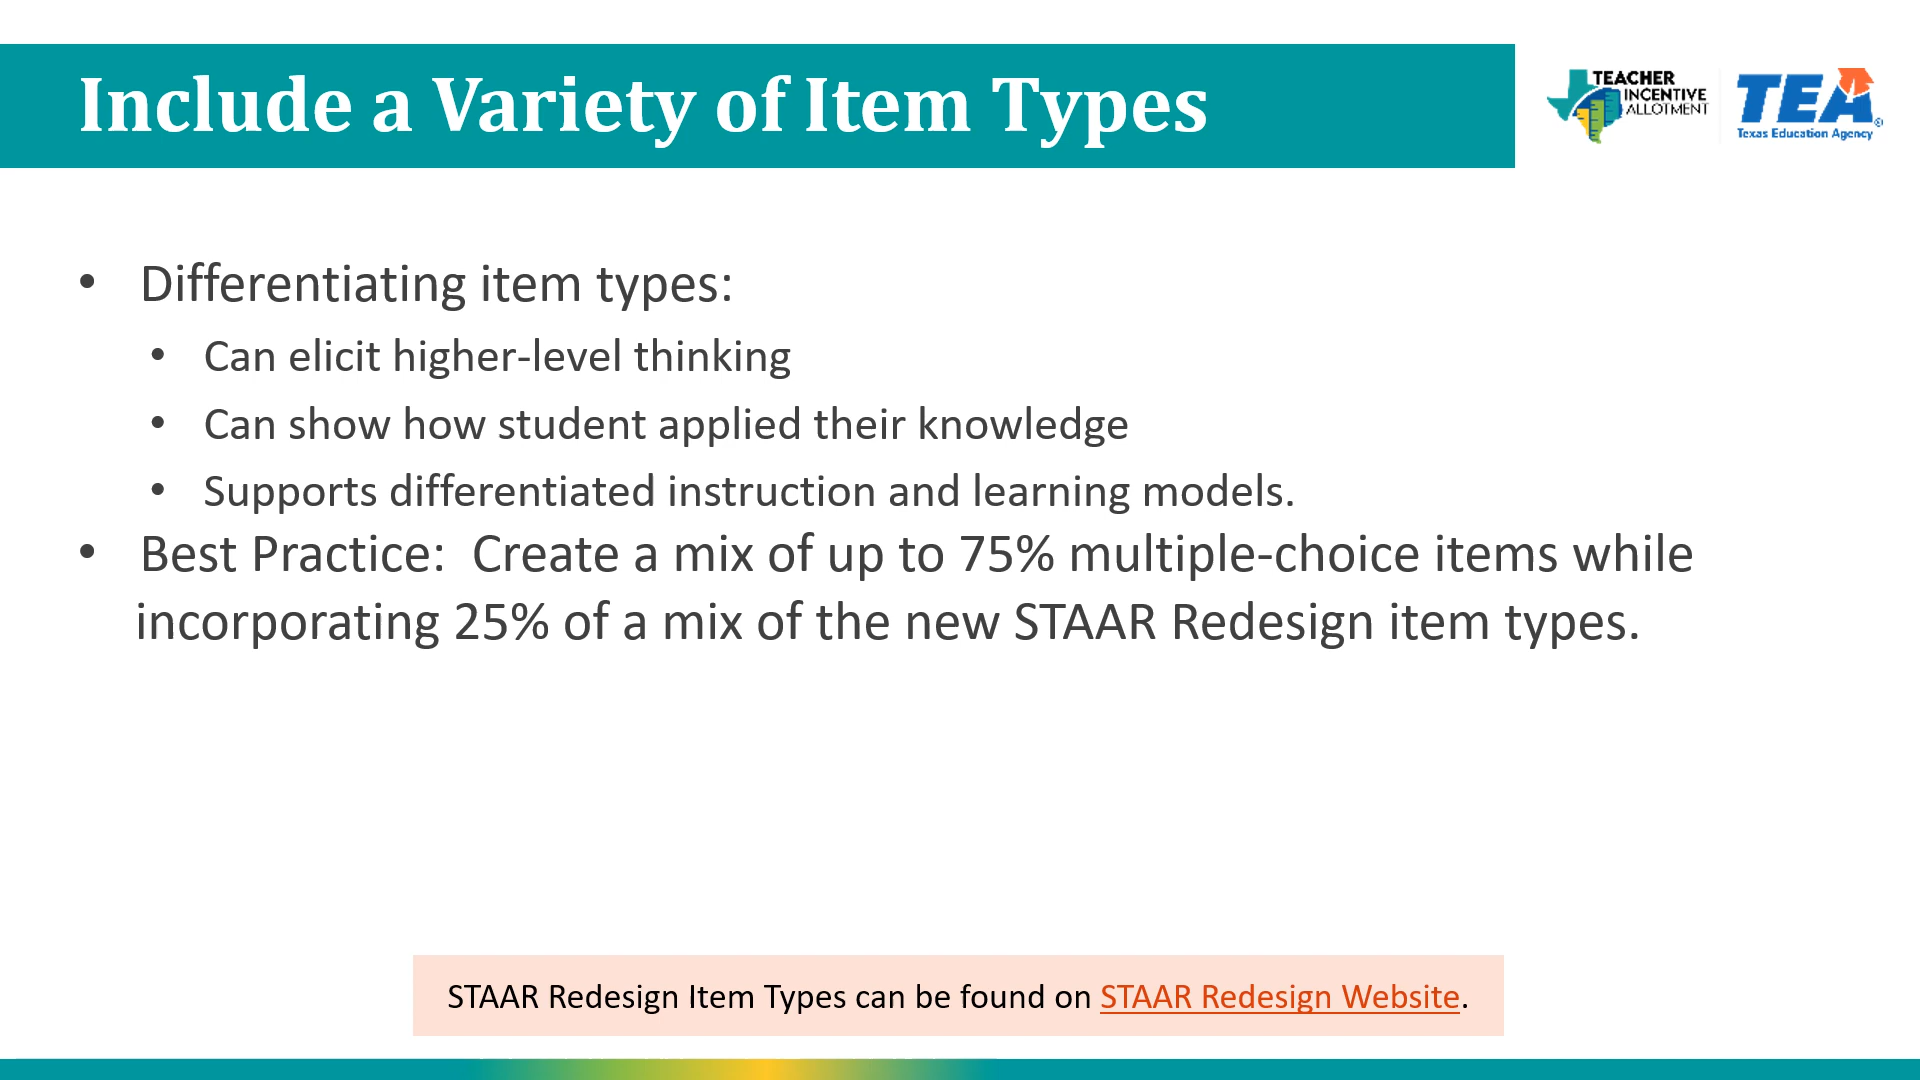 Include a Variety of Item Types
TEACHER
INCENTIVE
ALLOTMENT
TEA®
Texas Education Agency
• Differentiating item types:
• Can elicit higher-level thinking
• Can show how student applied their knowledge
• Supports differentiated instruction and learning models.
• Best Practice:  Create a mix of up to 75% multiple-choice items while
incorporating 25% of a mix of the new STAAR Redesign item types.
STAAR Redesign Item Types can be found on STAAR Redesign Website.